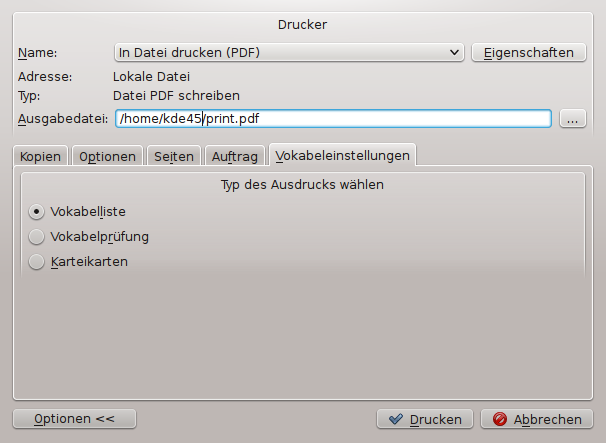 Drucker
Name: In Datei drucken (PDF) Eigenschaften
Adresse: Lokale Datei
Typ: Datei PDF schreiben
Ausgabedatei: /home/kde45/print.pdf ...
Kopien Optionen Seiten Auftrag Vokabeleinstellungen
Typ des Ausdrucks wählen
Vokabelliste
Vokabelprüfung
Karteikarten
Optionen << Drucken Abbrechen